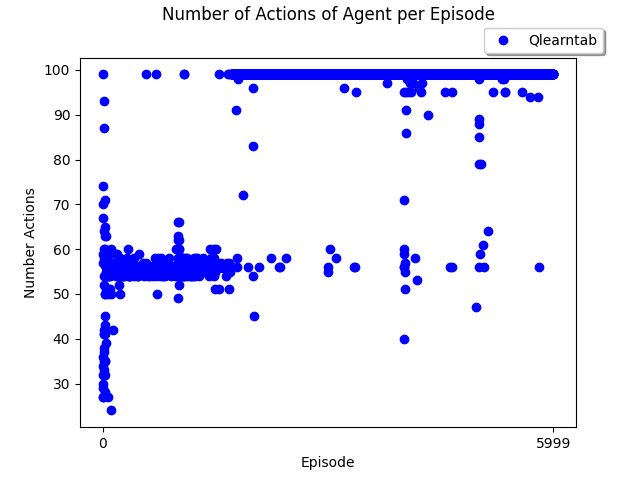 Number of Actions of Agent per Episode
Qlearntab
100
90
80
70
60
50
40
30
Number Actions
0
5999
Episode